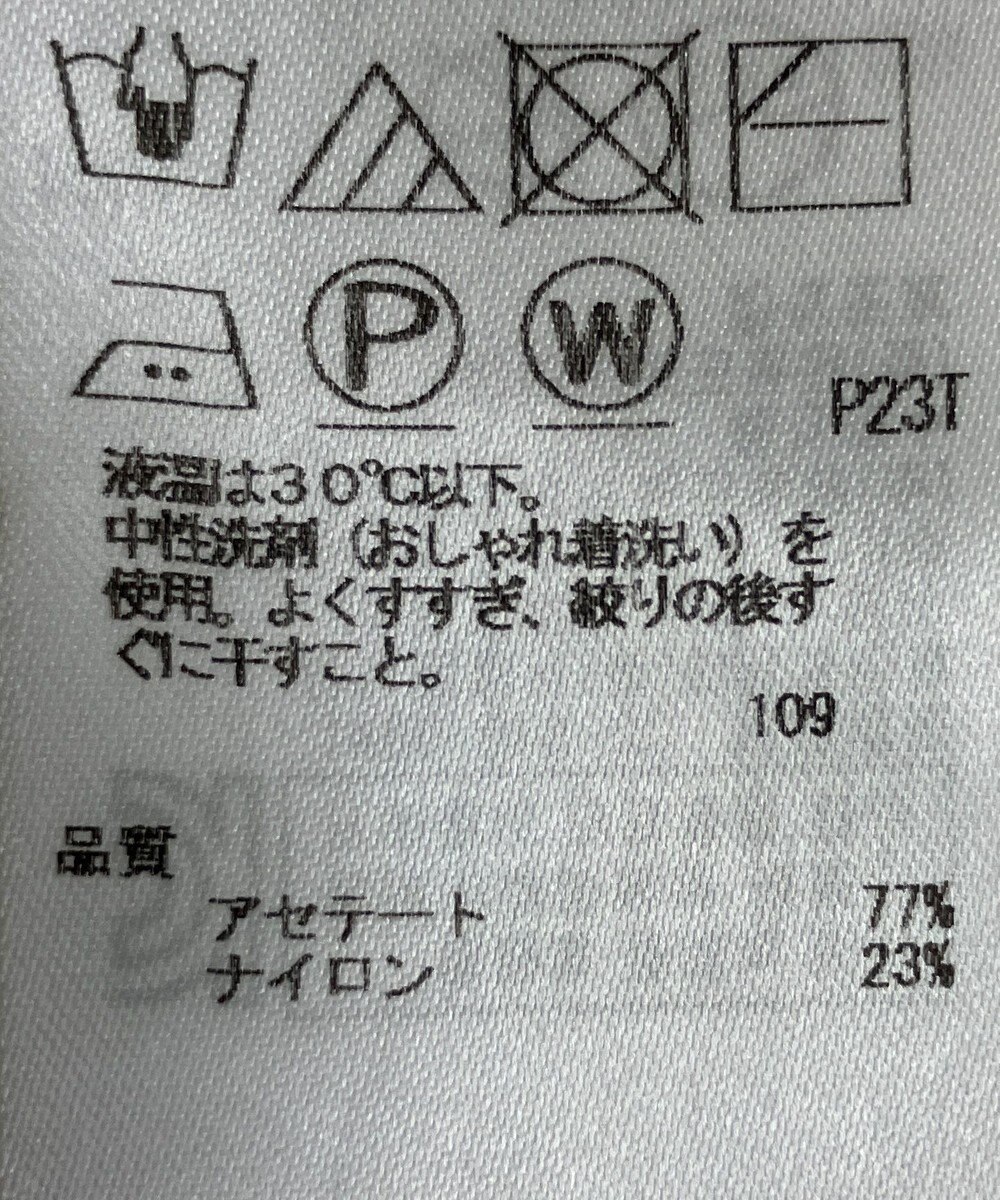 P
W
P23T
液温は30℃以下。
中性洗剤（おしゃれ着洗い）を
使用。よくすすぎ、絞りの後す
ぐに干すこと。
109
品質
アセテート 77%
ナイロン 23%